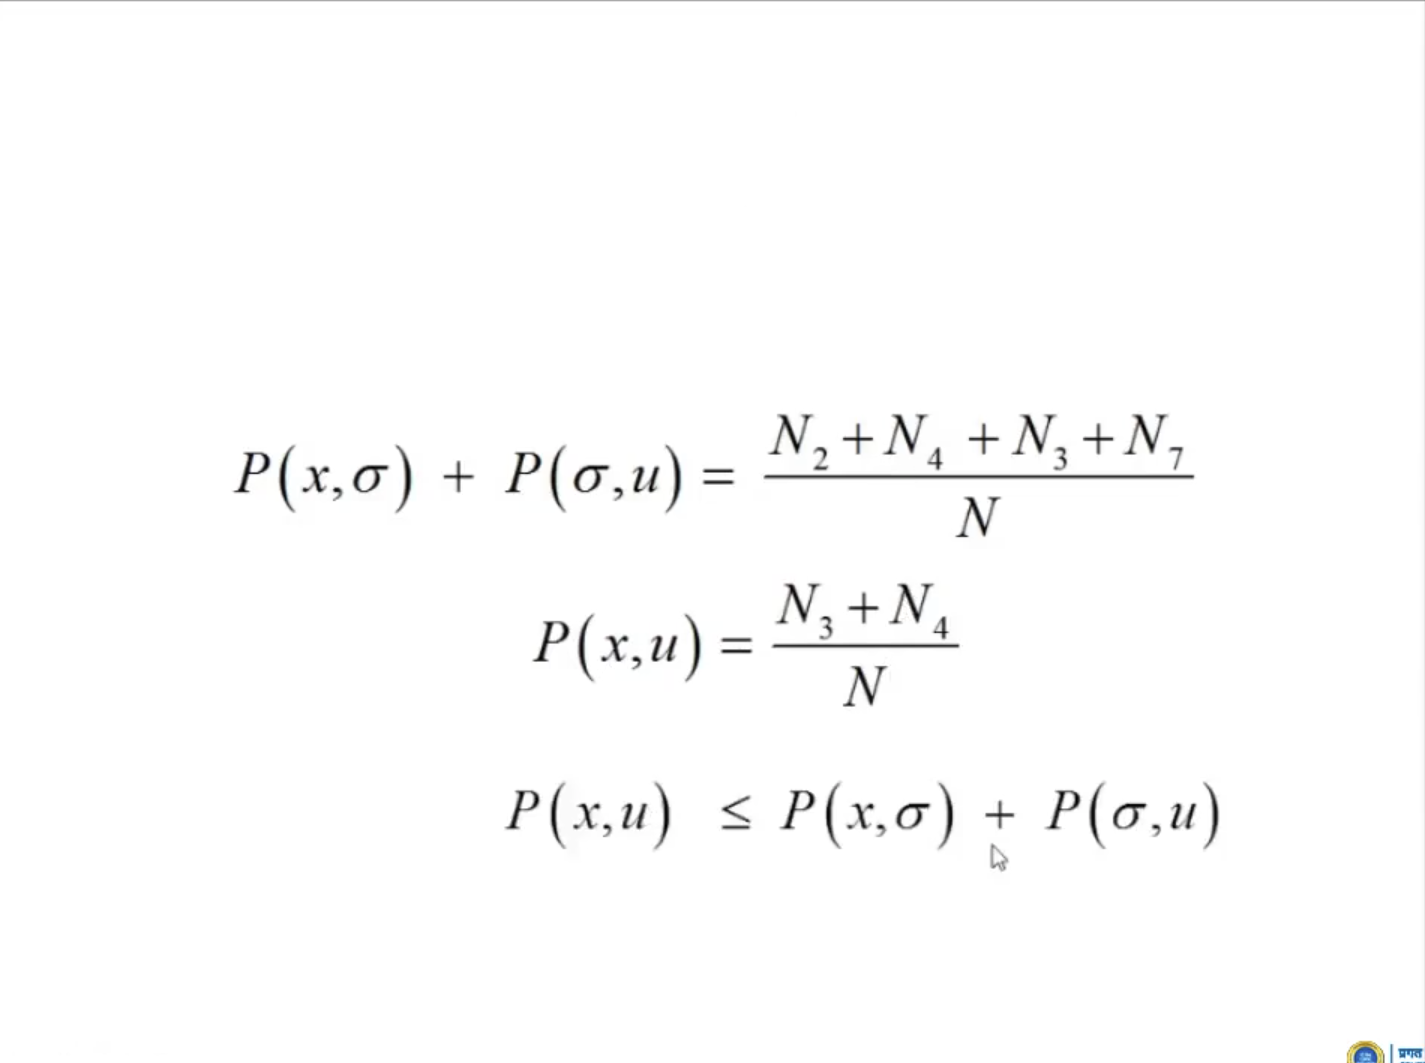 P(x,σ) + P(σ,u) = (N₂ + N₄ + N₃ + N₇) / N
P(x,u) = (N₃ + N₄) / N
P(x,u) ≤ P(x,σ) + P(σ,u)